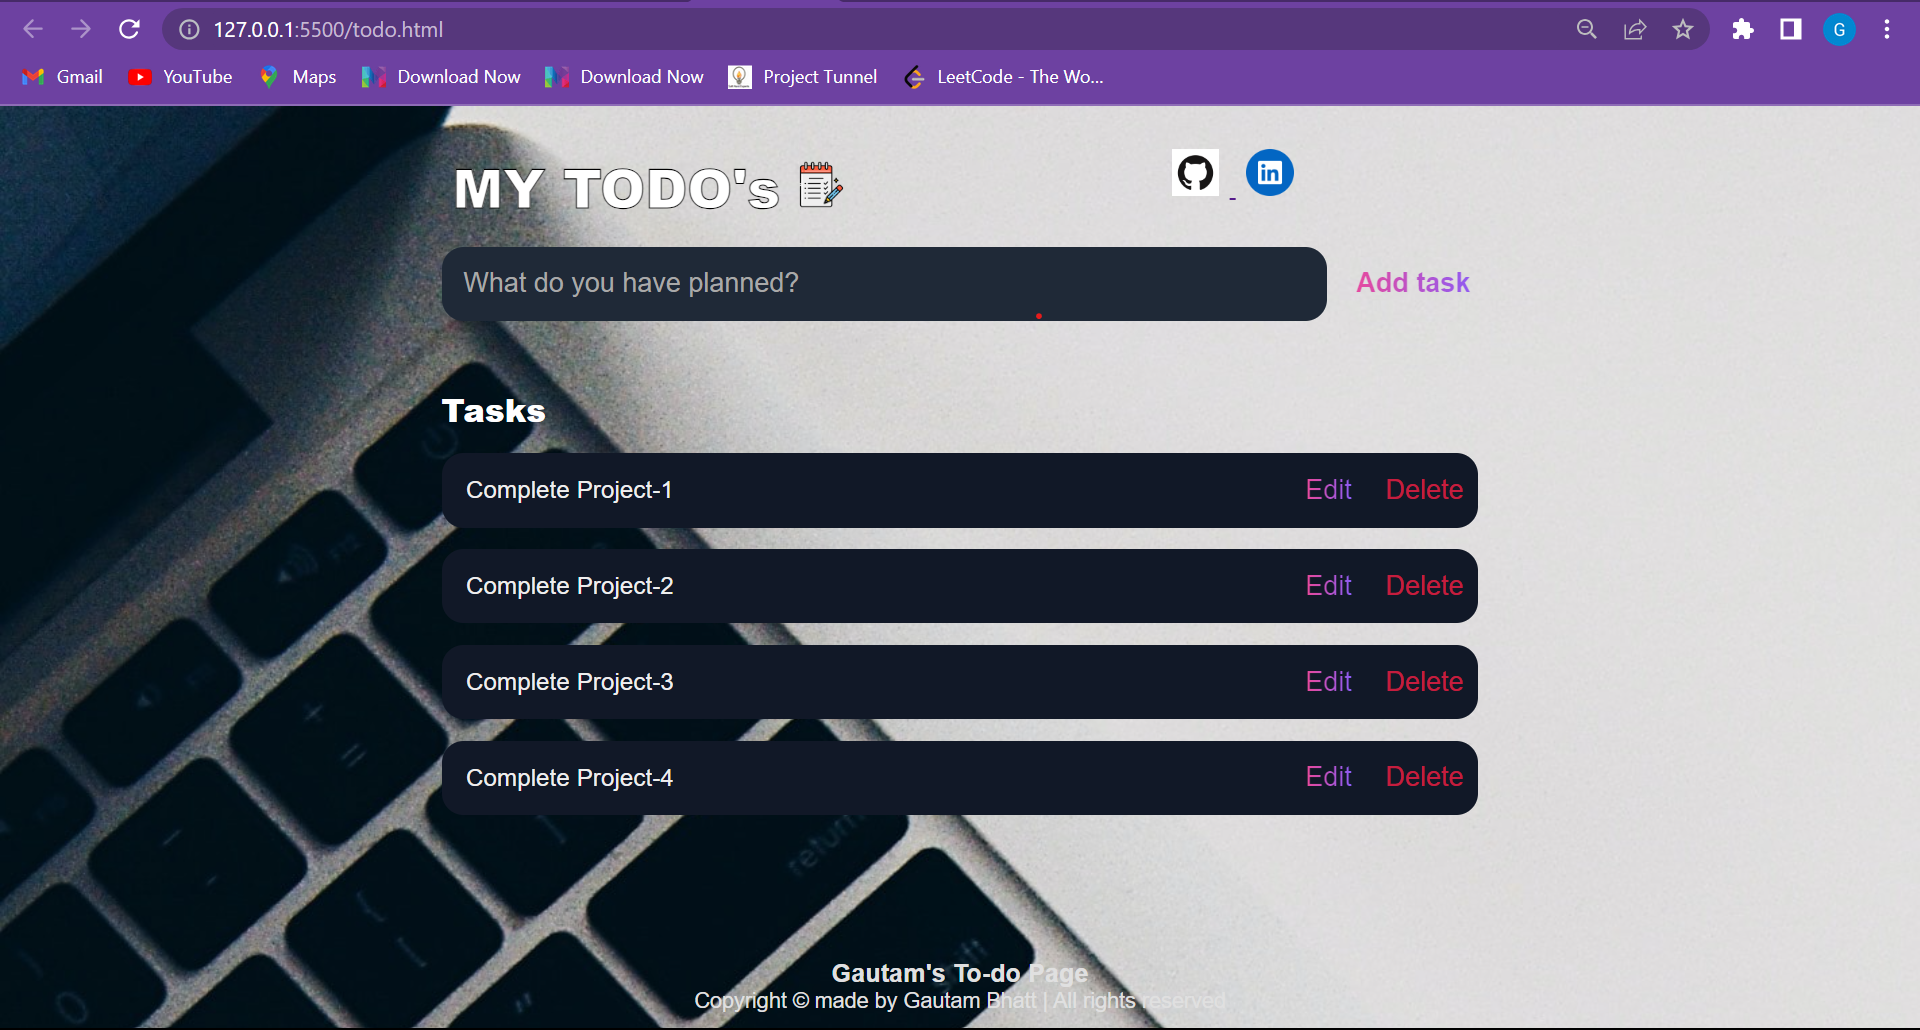 127.0.0.1:5500/todo.html
G
Gmail YouTube Maps Download Now Download Now Project Tunnel LeetCode - The Wo...
MY TODO's
in
What do you have planned? Add task
Tasks
Complete Project-1 Edit Delete
Complete Project-2 Edit Delete
Complete Project-3 Edit Delete
Complete Project-4 Edit Delete
return
shift
Gautam's To-do Page
Copyright © made by Gautam Bhatt | All rights reserved